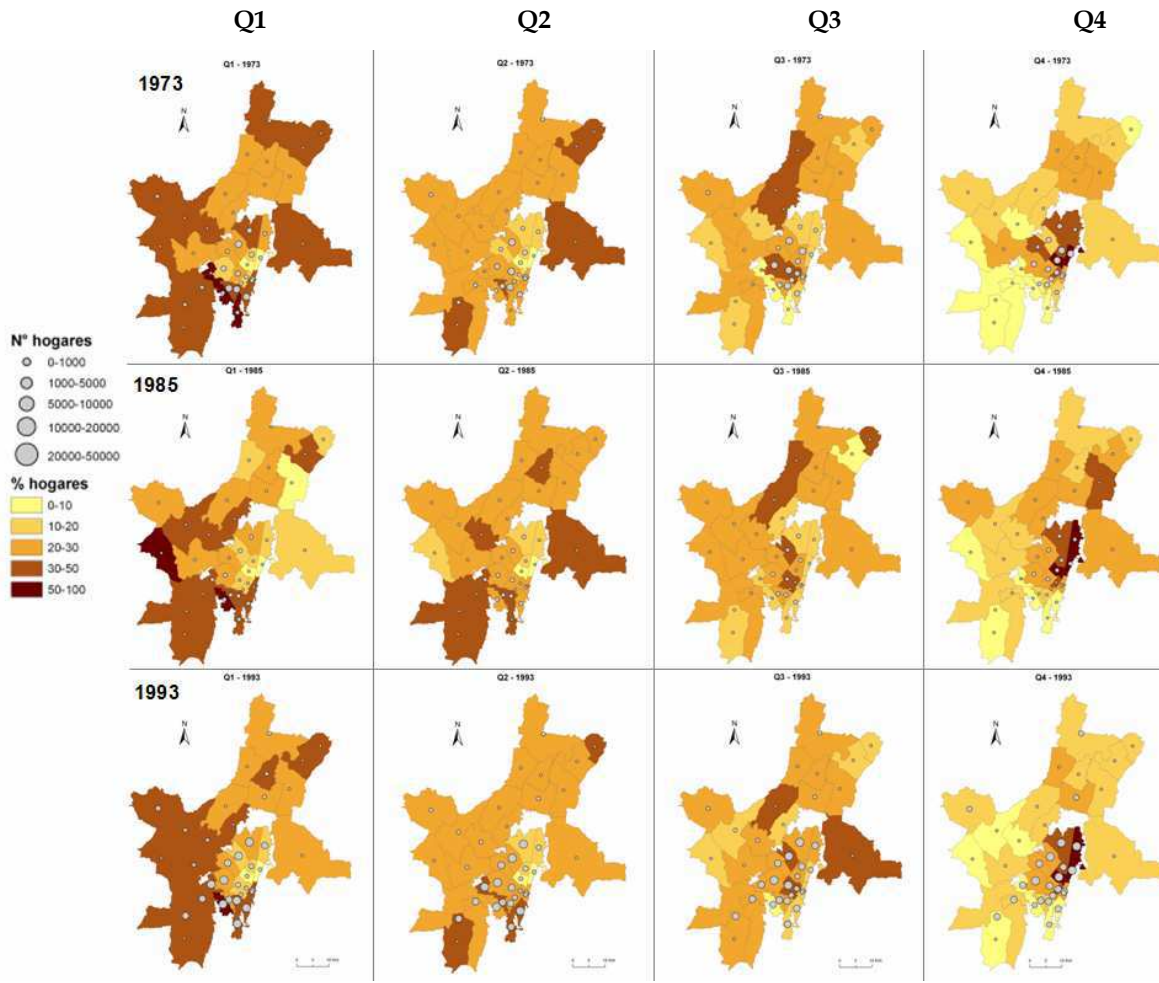 Q1 Q2 Q3 Q4
1973
Q1 - 1973
Q2 - 1973
Q3 - 1973
Q4 - 1973
N
N
N
N
N° hogares
0-1000
1000-5000
5000-10000
10000-20000
20000-50000
% hogares
0-10
10-20
20-30
30-50
50-100
1985
Q1 - 1985
Q2 - 1985
Q3 - 1985
Q4 - 1985
N
N
N
N
1993
Q1 - 1993
Q2 - 1993
Q3 - 1993
Q4 - 1993
N
N
N
N